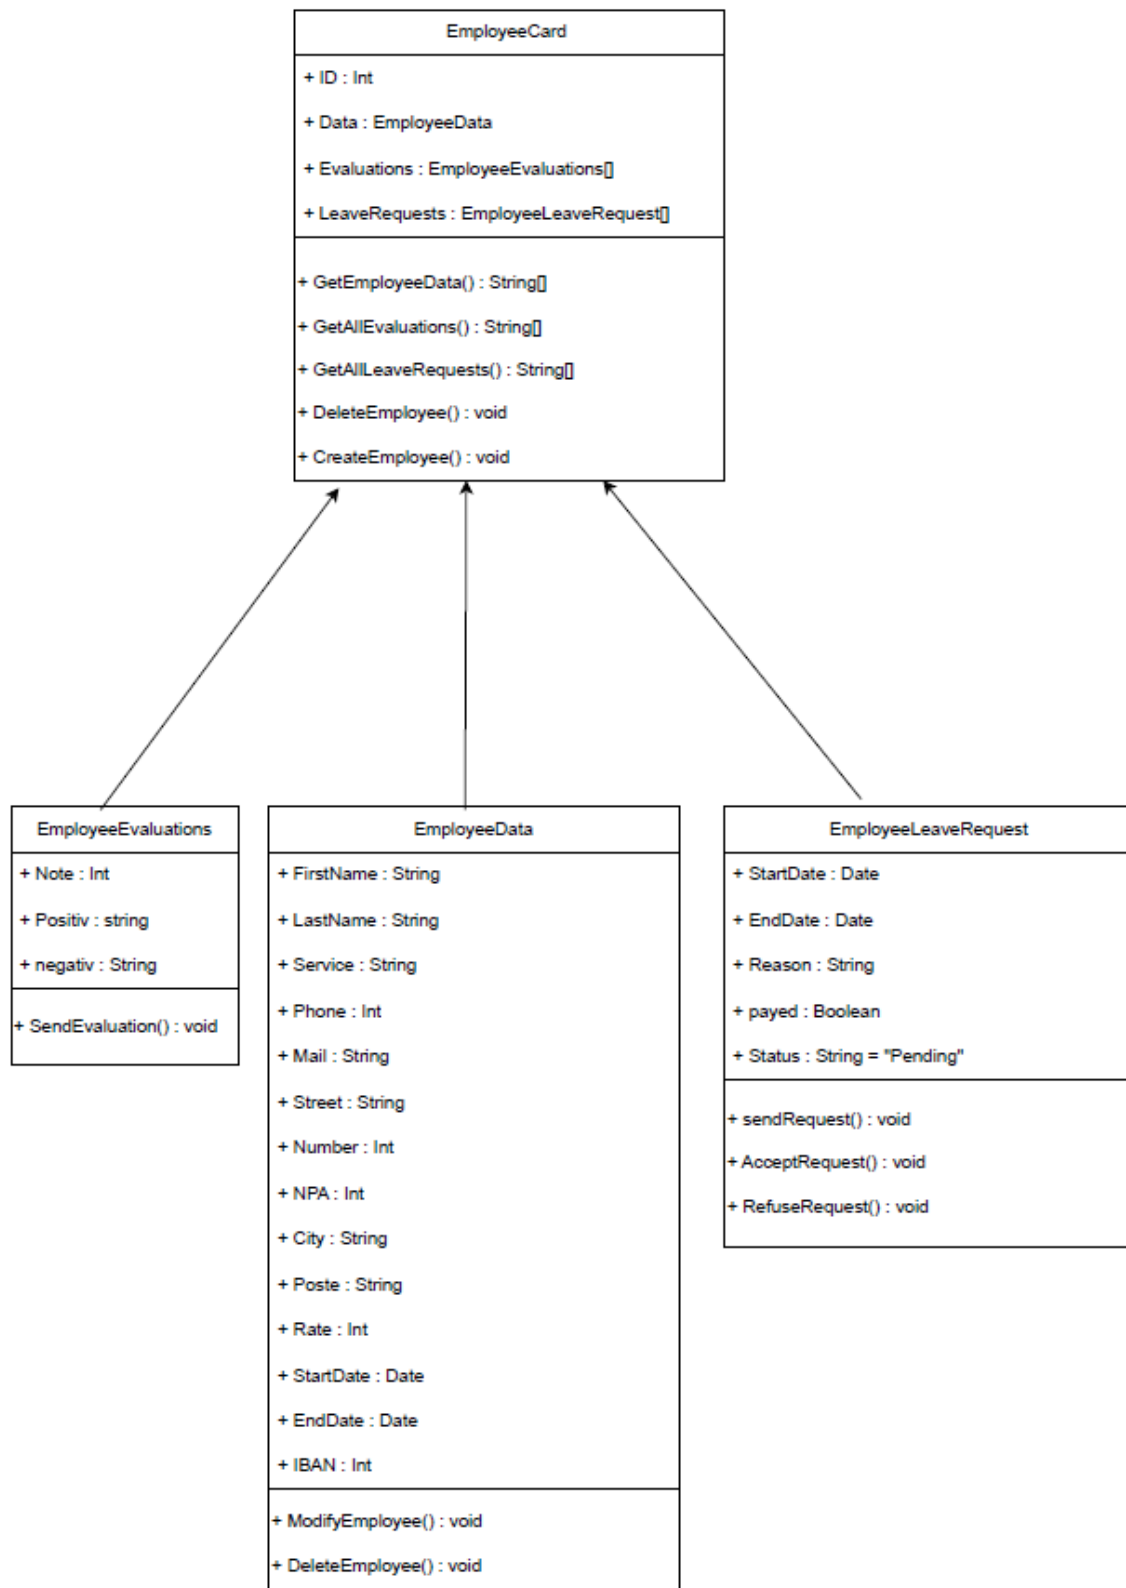 EmployeeCard
+ ID : Int
+ Data : EmployeeData
+ Evaluations : EmployeeEvaluations[]
+ LeaveRequests : EmployeeLeaveRequest[]
+ GetEmployeeData() : String[]
+ GetAllEvaluations() : String[]
+ GetAllLeaveRequests() : String[]
+ DeleteEmployee() : void
+ CreateEmployee() : void
EmployeeEvaluations
+ Note : Int
+ Positiv : string
+ negativ : String
+ SendEvaluation() : void
EmployeeData
+ FirstName : String
+ LastName : String
+ Service : String
+ Phone : Int
+ Mail : String
+ Street : String
+ Number : Int
+ NPA : Int
+ City : String
+ Poste : String
+ Rate : Int
+ StartDate : Date
+ EndDate : Date
+ IBAN : Int
+ ModifyEmployee() : void
+ DeleteEmployee() : void
EmployeeLeaveRequest
+ StartDate : Date
+ EndDate : Date
+ Reason : String
+ payed : Boolean
+ Status : String = "Pending"
+ sendRequest() : void
+ AcceptRequest() : void
+ RefuseRequest() : void